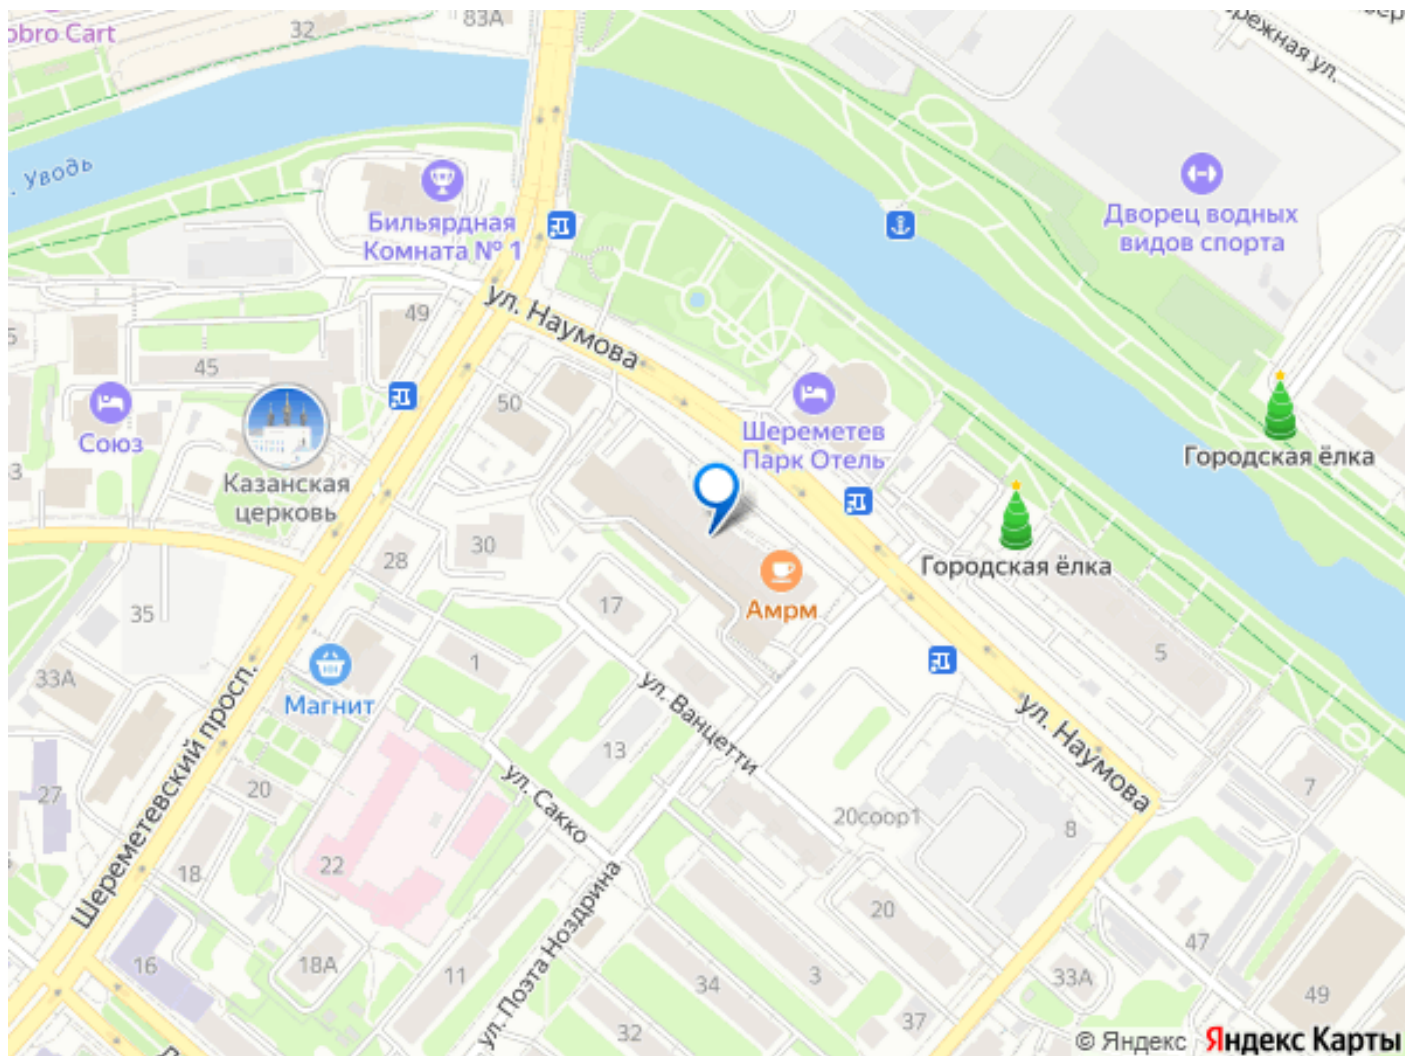 obro Cart
32
83А
ережная ул.
. Уводь
Бильярдная
Комната № 1
Дворец водных
видов спорта
49
ул. Наумова
45
50
Союз
Шереметев
Парк Отель
Городская ёлка
Казанская
церковь
3
30
28
Городская ёлка
17
Амрм
35
1
5
33А
Магнит
ул. Ванцетти
ул. Наумова
Шереметевский просп.
13
27
20
ул. Сакко
7
20соор1
8
22
18
ул. Поэта Ноздрина
20
47
16
18А
11
34
3
33А
49
37
32
© Яндекс Яндекс Карты